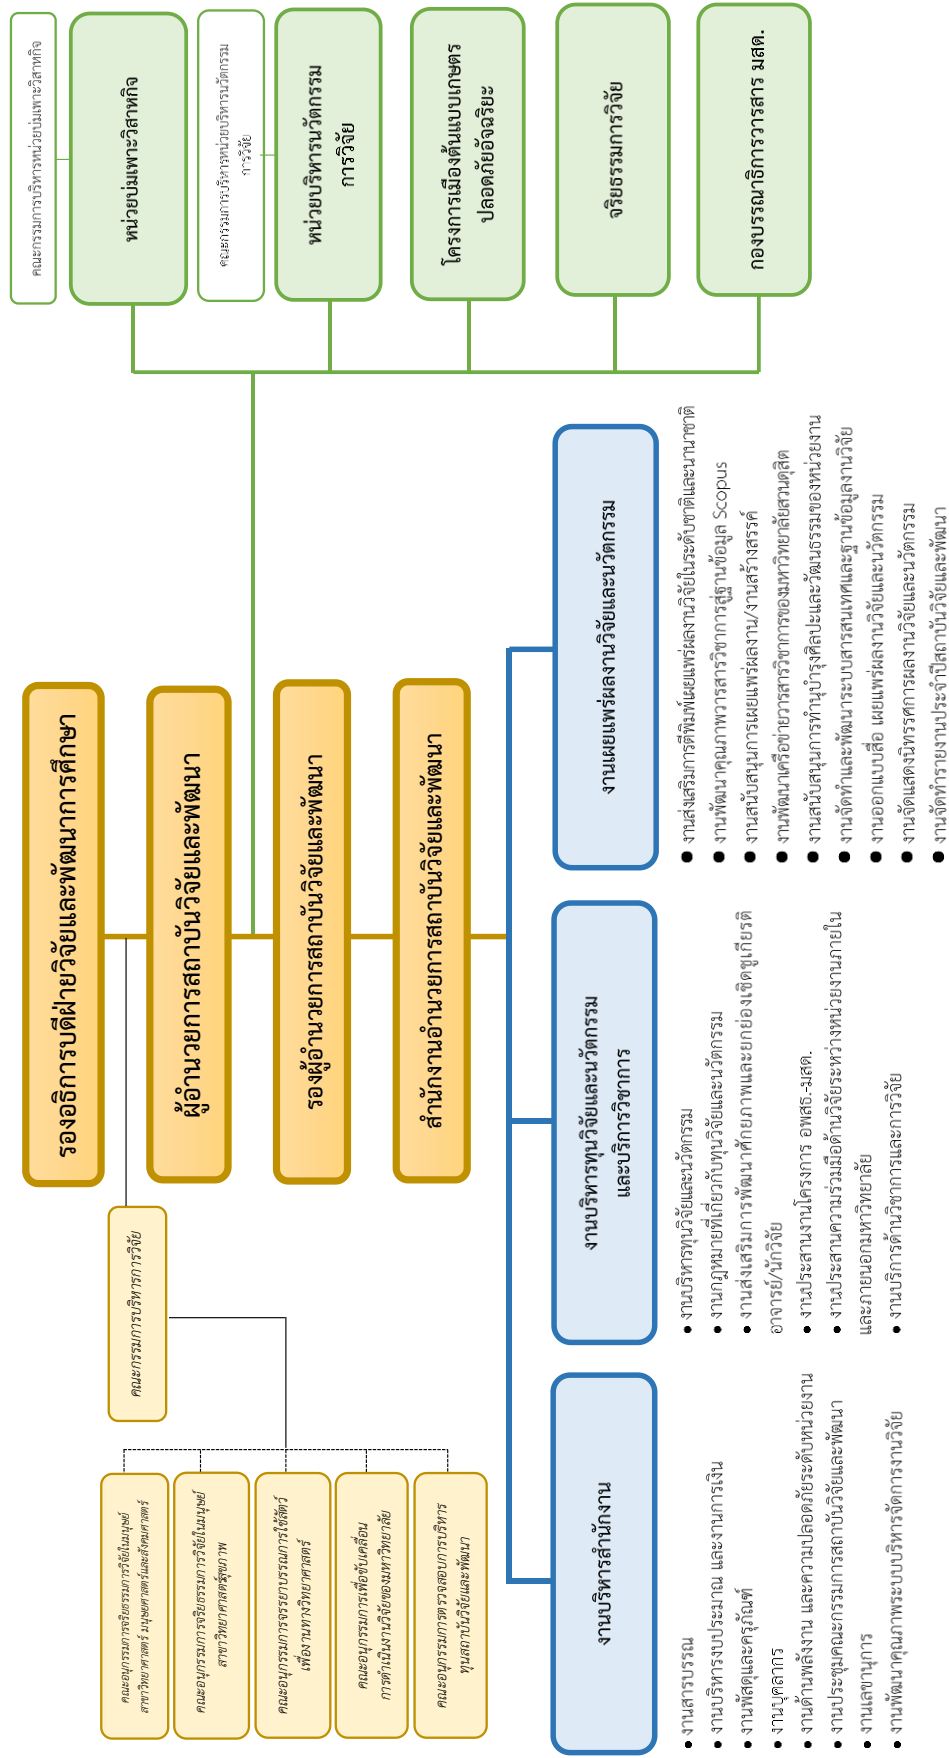 รองอธิการบดีฝ่ายวิจัยและพัฒนาการศึกษา
ผู้อำนวยการสถาบันวิจัยและพัฒนา
รองผู้อำนวยการสถาบันวิจัยและพัฒนา
สำนักงานอำนวยการสถาบันวิจัยและพัฒนา
คณะกรรมการบริหารการวิจัย
คณะอนุกรรมการจริยธรรมการวิจัยในมนุษย์
สาขาวิทยาศาสตร์ มนุษยศาสตร์และสังคมศาสตร์
คณะอนุกรรมการจริยธรรมการวิจัยในมนุษย์
สาขาวิทยาศาสตร์สุขภาพ
คณะอนุกรรมการจรรยาบรรณการใช้สัตว์
เพื่องานทางวิทยาศาสตร์
คณะอนุกรรมการเพื่อขับเคลื่อน
การดำเนินงานวิจัยของมหาวิทยาลัย
คณะอนุกรรมการตรวจสอบการบริหาร
ทุนสถาบันวิจัยและพัฒนา
คณะกรรมการบริหารหน่วยบ่มเพาะวิสาหกิจ
หน่วยบ่มเพาะวิสาหกิจ
คณะกรรมการบริหารหน่วยบริหารนวัตกรรม
การวิจัย
หน่วยบริหารนวัตกรรม
การวิจัย
โครงการเมืองต้นแบบเกษตร
ปลอดภัยอัจฉริยะ
จริยธรรมการวิจัย
กองบรรณาธิการวารสาร มสด.
งานบริหารสำนักงาน
● งานสารบรรณ
● งานบริหารงบประมาณ และงานการเงิน
● งานพัสดุและครุภัณฑ์
● งานบุคลากร
● งานด้านพลังงาน และความปลอดภัยระดับหน่วยงาน
● งานประชุมคณะกรรมการสถาบันวิจัยและพัฒนา
● งานเลขานุการ
● งานพัฒนาคุณภาพระบบบริหารจัดการงานวิจัย
งานบริหารทุนวิจัยและนวัตกรรม
และบริการวิชาการ
● งานบริหารทุนวิจัยและนวัตกรรม
● งานกฎหมายที่เกี่ยวกับทุนวิจัยและนวัตกรรม
● งานส่งเสริมการพัฒนาศักยภาพและยกย่องเชิดชูเกียรติ
อาจารย์/นักวิจัย
● งานประสานงานโครงการ อพสธ.-มสด.
● งานประสานความร่วมมือด้านวิจัยระหว่างหน่วยงานภายใน
และภายนอกมหาวิทยาลัย
● งานบริการด้านวิชาการและการวิจัย
งานเผยแพร่ผลงานวิจัยและนวัตกรรม
● งานส่งเสริมการตีพิมพ์เผยแพร่ผลงานวิจัยในระดับชาติและนานาชาติ
● งานพัฒนาคุณภาพวารสารวิชาการสู่ฐานข้อมูล Scopus
● งานสนับสนุนการเผยแพร่ผลงาน/งานสร้างสรรค์
● งานพัฒนาเครือข่ายวารสารวิชาการของมหาวิทยาลัยสวนดุสิต
● งานสนับสนุนการทำนุบำรุงศิลปะและวัฒนธรรมของหน่วยงาน
● งานจัดทำและพัฒนาระบบสารสนเทศและฐานข้อมูลงานวิจัย
● งานออกแบบสื่อ เผยแพร่ผลงานวิจัยและนวัตกรรม
● งานจัดแสดงนิทรรศการผลงานวิจัยและนวัตกรรม
● งานจัดทำรายงานประจำปีสถาบันวิจัยและพัฒนา